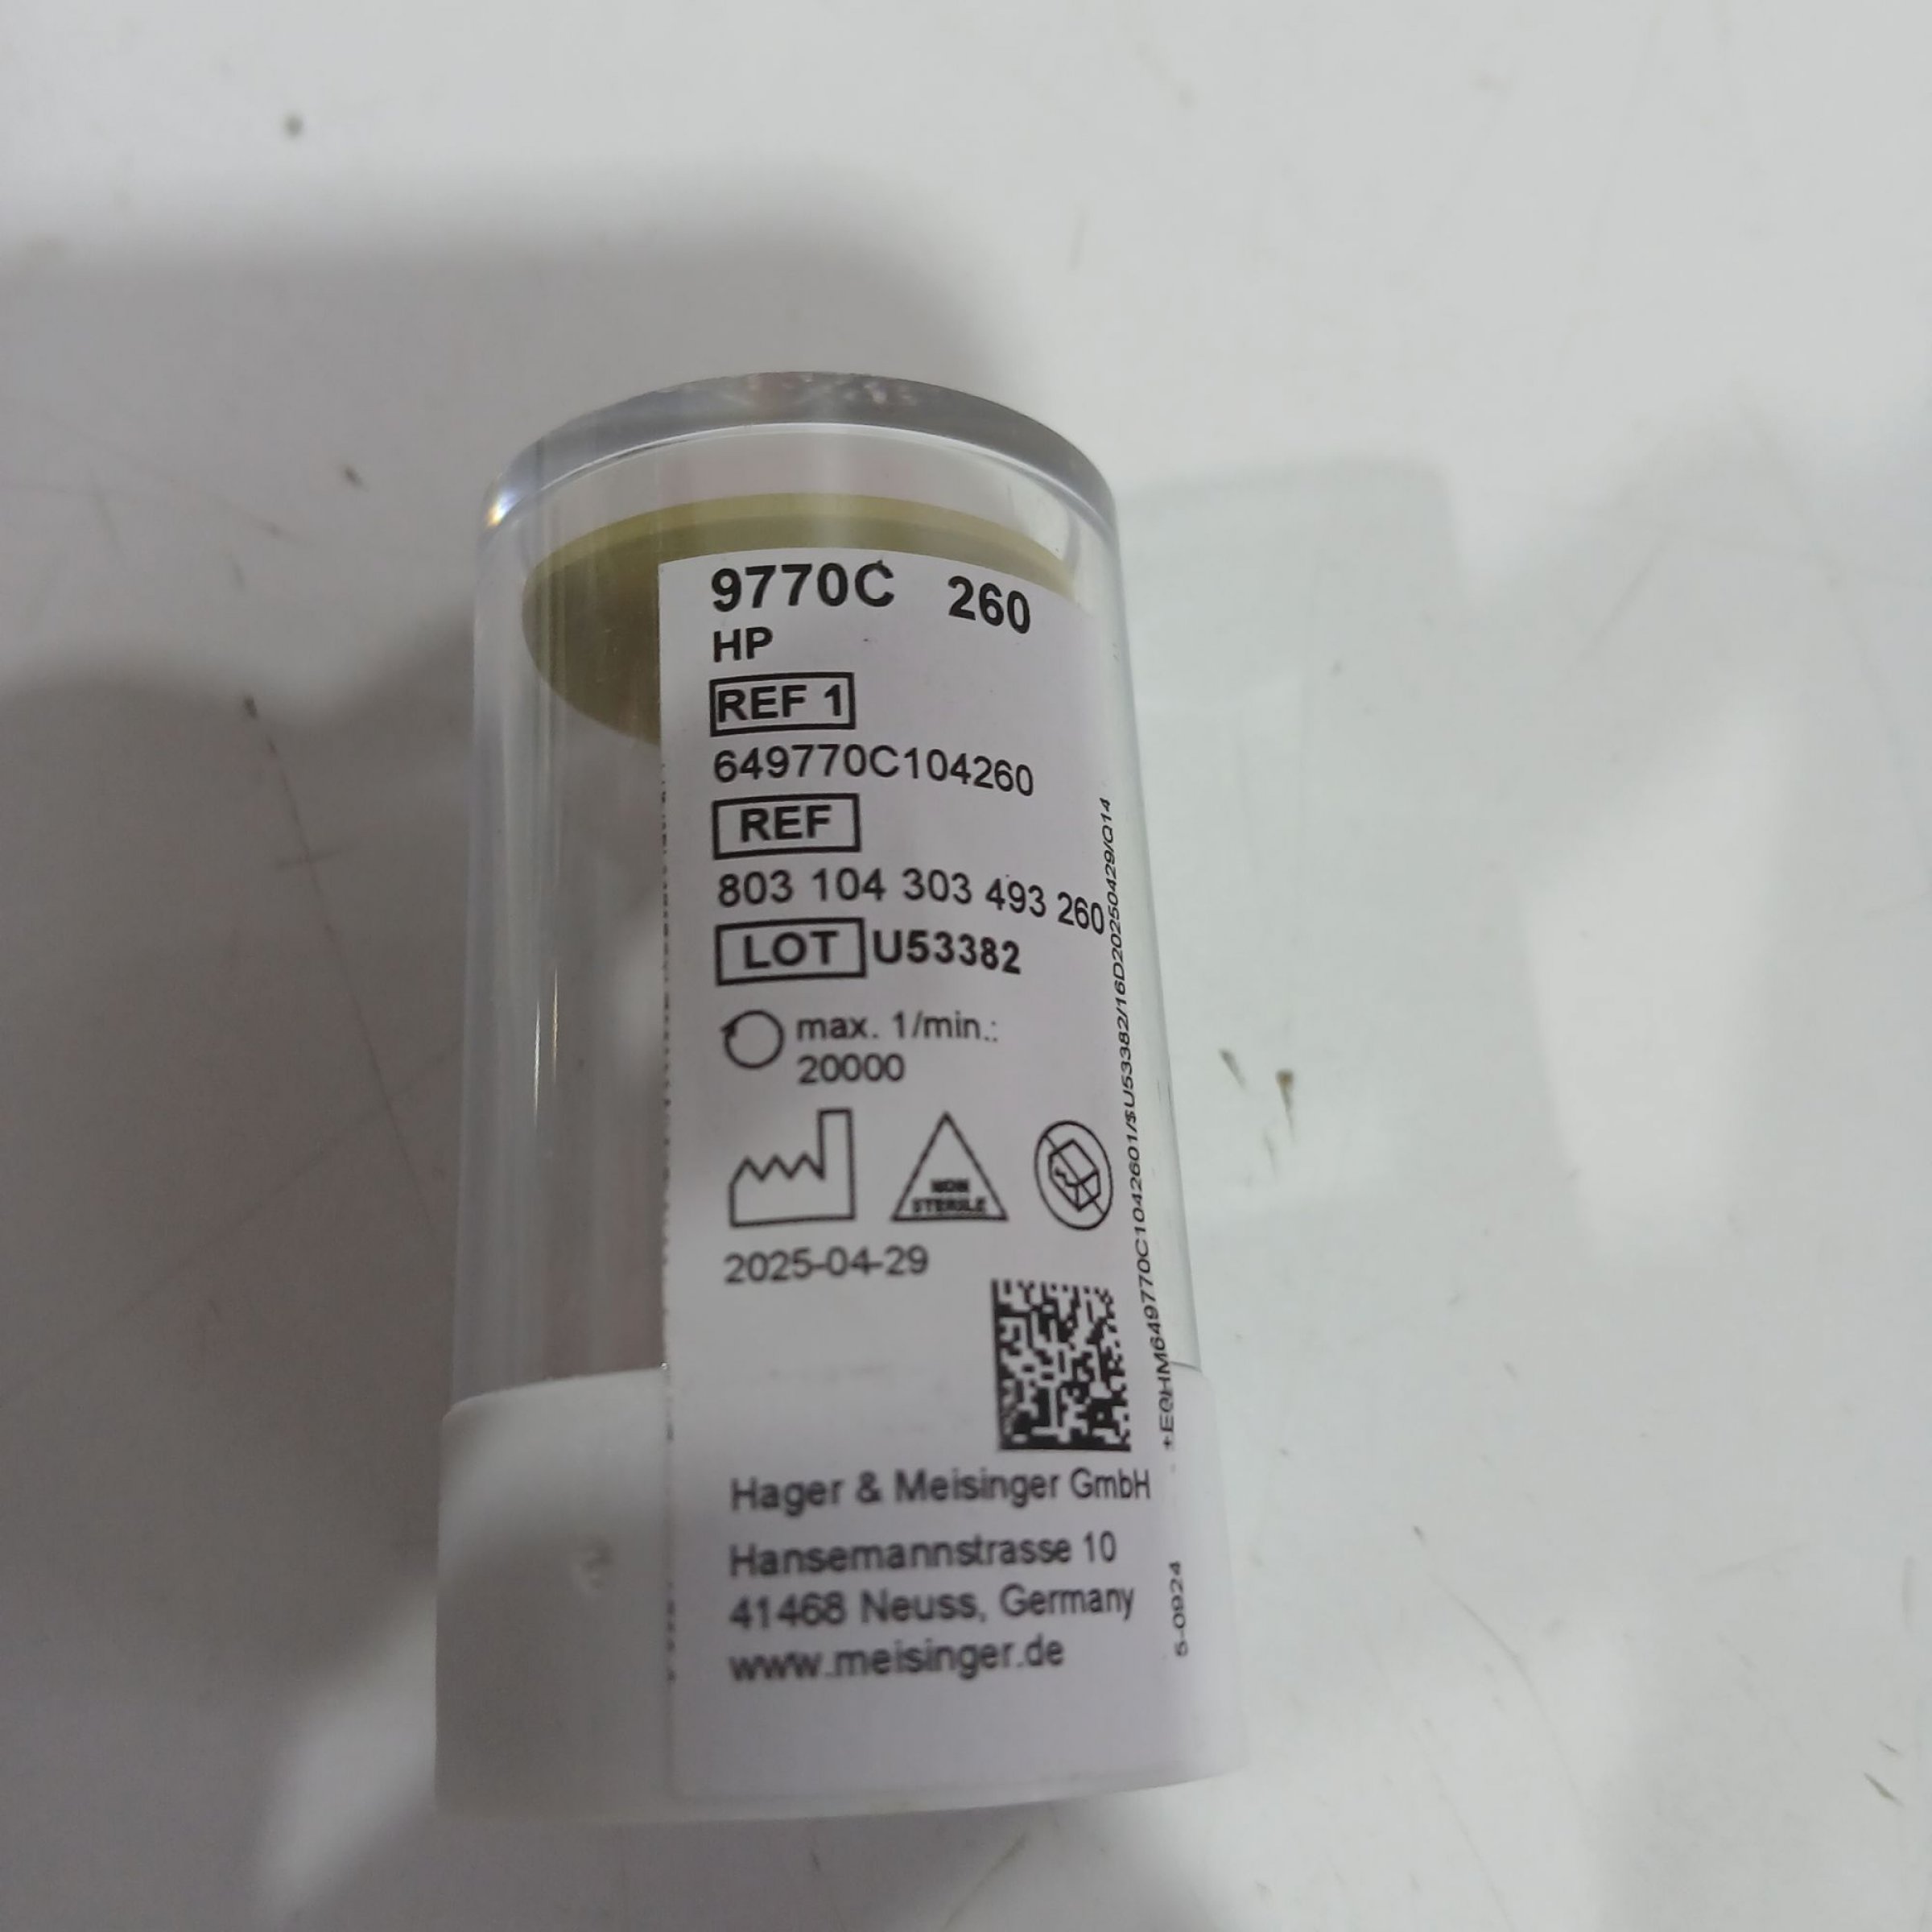 9770C 260
HP
REF 1
649770C104260
REF
803 104 303 493 260
LOT U53382
max. 1/min.:
20000
NON
STERILE
2025-04-29
Hager & Meisinger GmbH
Hansemannstrasse 10
41468 Neuss, Germany
www.meisinger.de
+E0HM649770C1042601/$U53382/16D20250429/Q14
5-0924